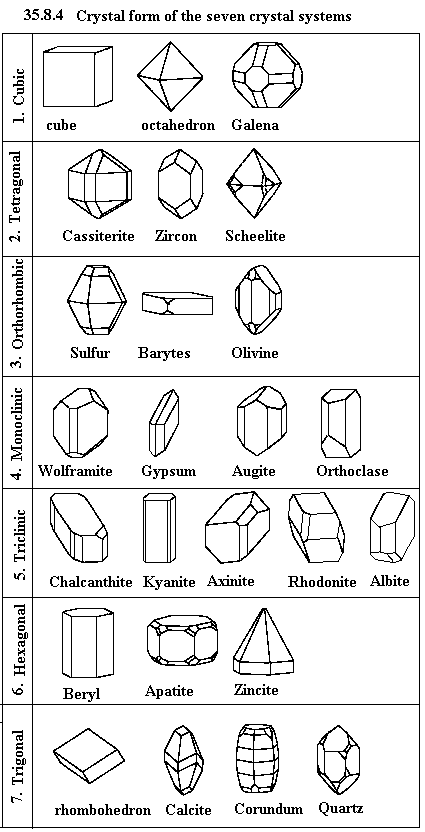 35.8.4 Crystal form of the seven crystal systems
1. Cubic
cube octahedron Galena
2. Tetragonal
Cassiterite Zircon Scheelite
3. Orthorhombic
Sulfur Barytes Olivine
4. Monoclinic
Wolframite Gypsum Augite Orthoclase
5. Triclinic
Chalcanthite Kyanite Axinite Rhodonite Albite
6. Hexagonal
Beryl Apatite Zincite
7. Trigonal
rhombohedron Calcite Corundum Quartz